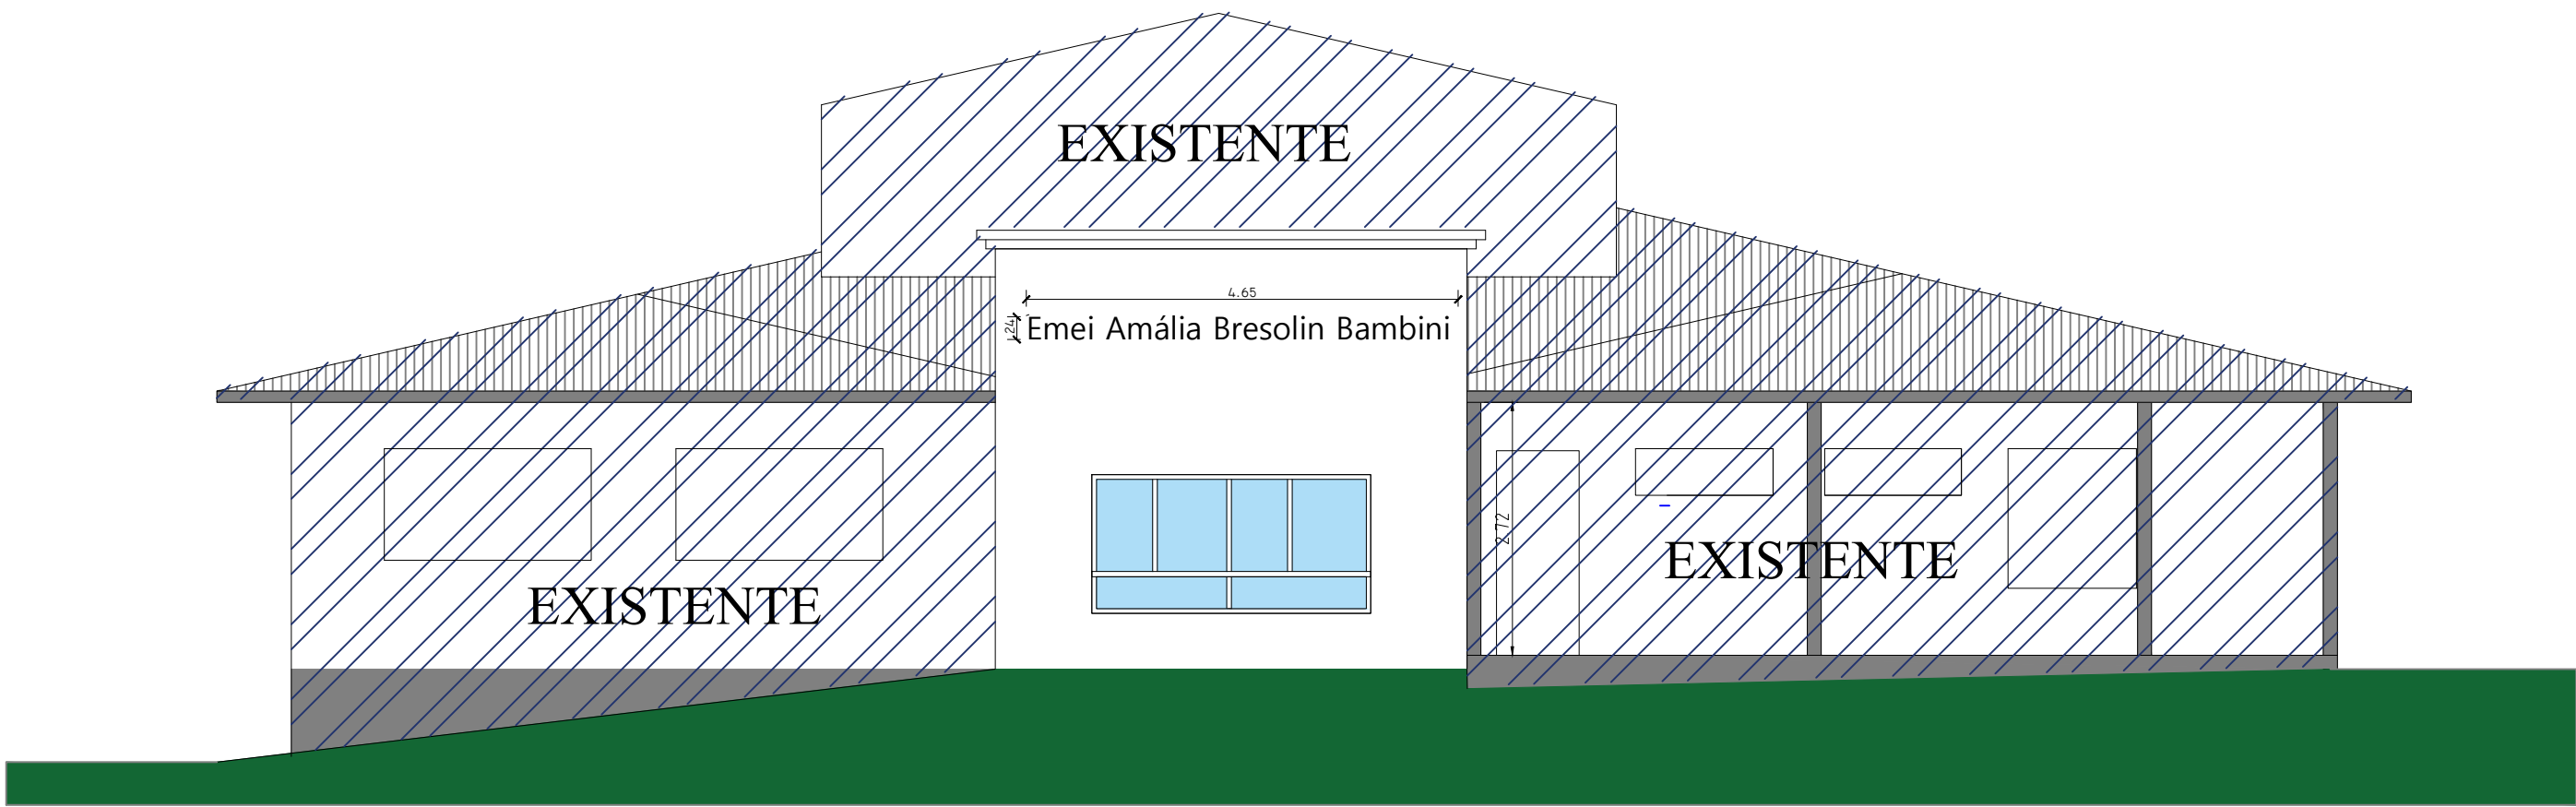 EXISTENTE
4.65
24
Emei Amália Bresolin Bambini
2.72
EXISTENTE
EXISTENTE